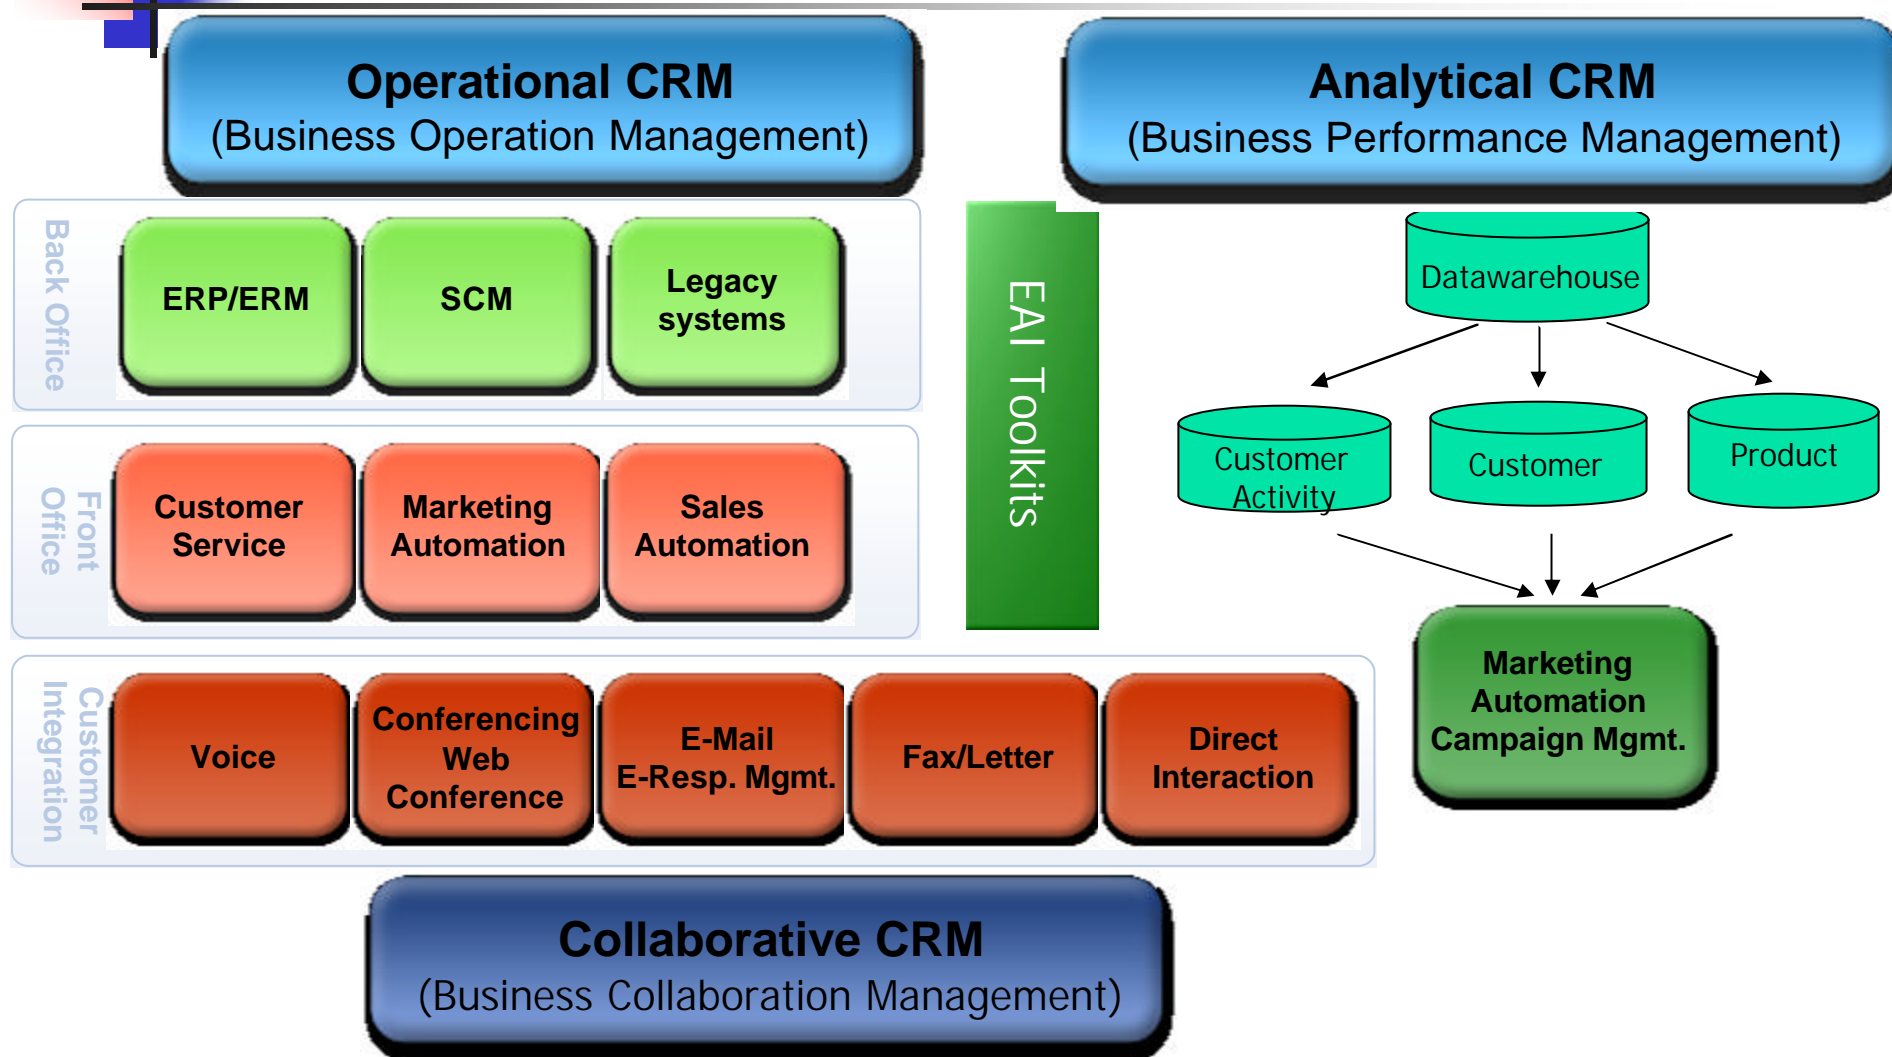 Operational CRM
(Business Operation Management)
Analytical CRM
(Business Performance Management)
Back Office
ERP/ERM
SCM
Legacy
systems
EAI Toolkits
Datawarehouse
Customer
Activity
Customer
Product
Front
Office
Customer
Service
Marketing
Automation
Sales
Automation
Customer
Integration
Voice
Conferencing
Web
Conference
E-Mail
E-Resp. Mgmt.
Fax/Letter
Direct
Interaction
Marketing
Automation
Campaign Mgmt.
Collaborative CRM
(Business Collaboration Management)